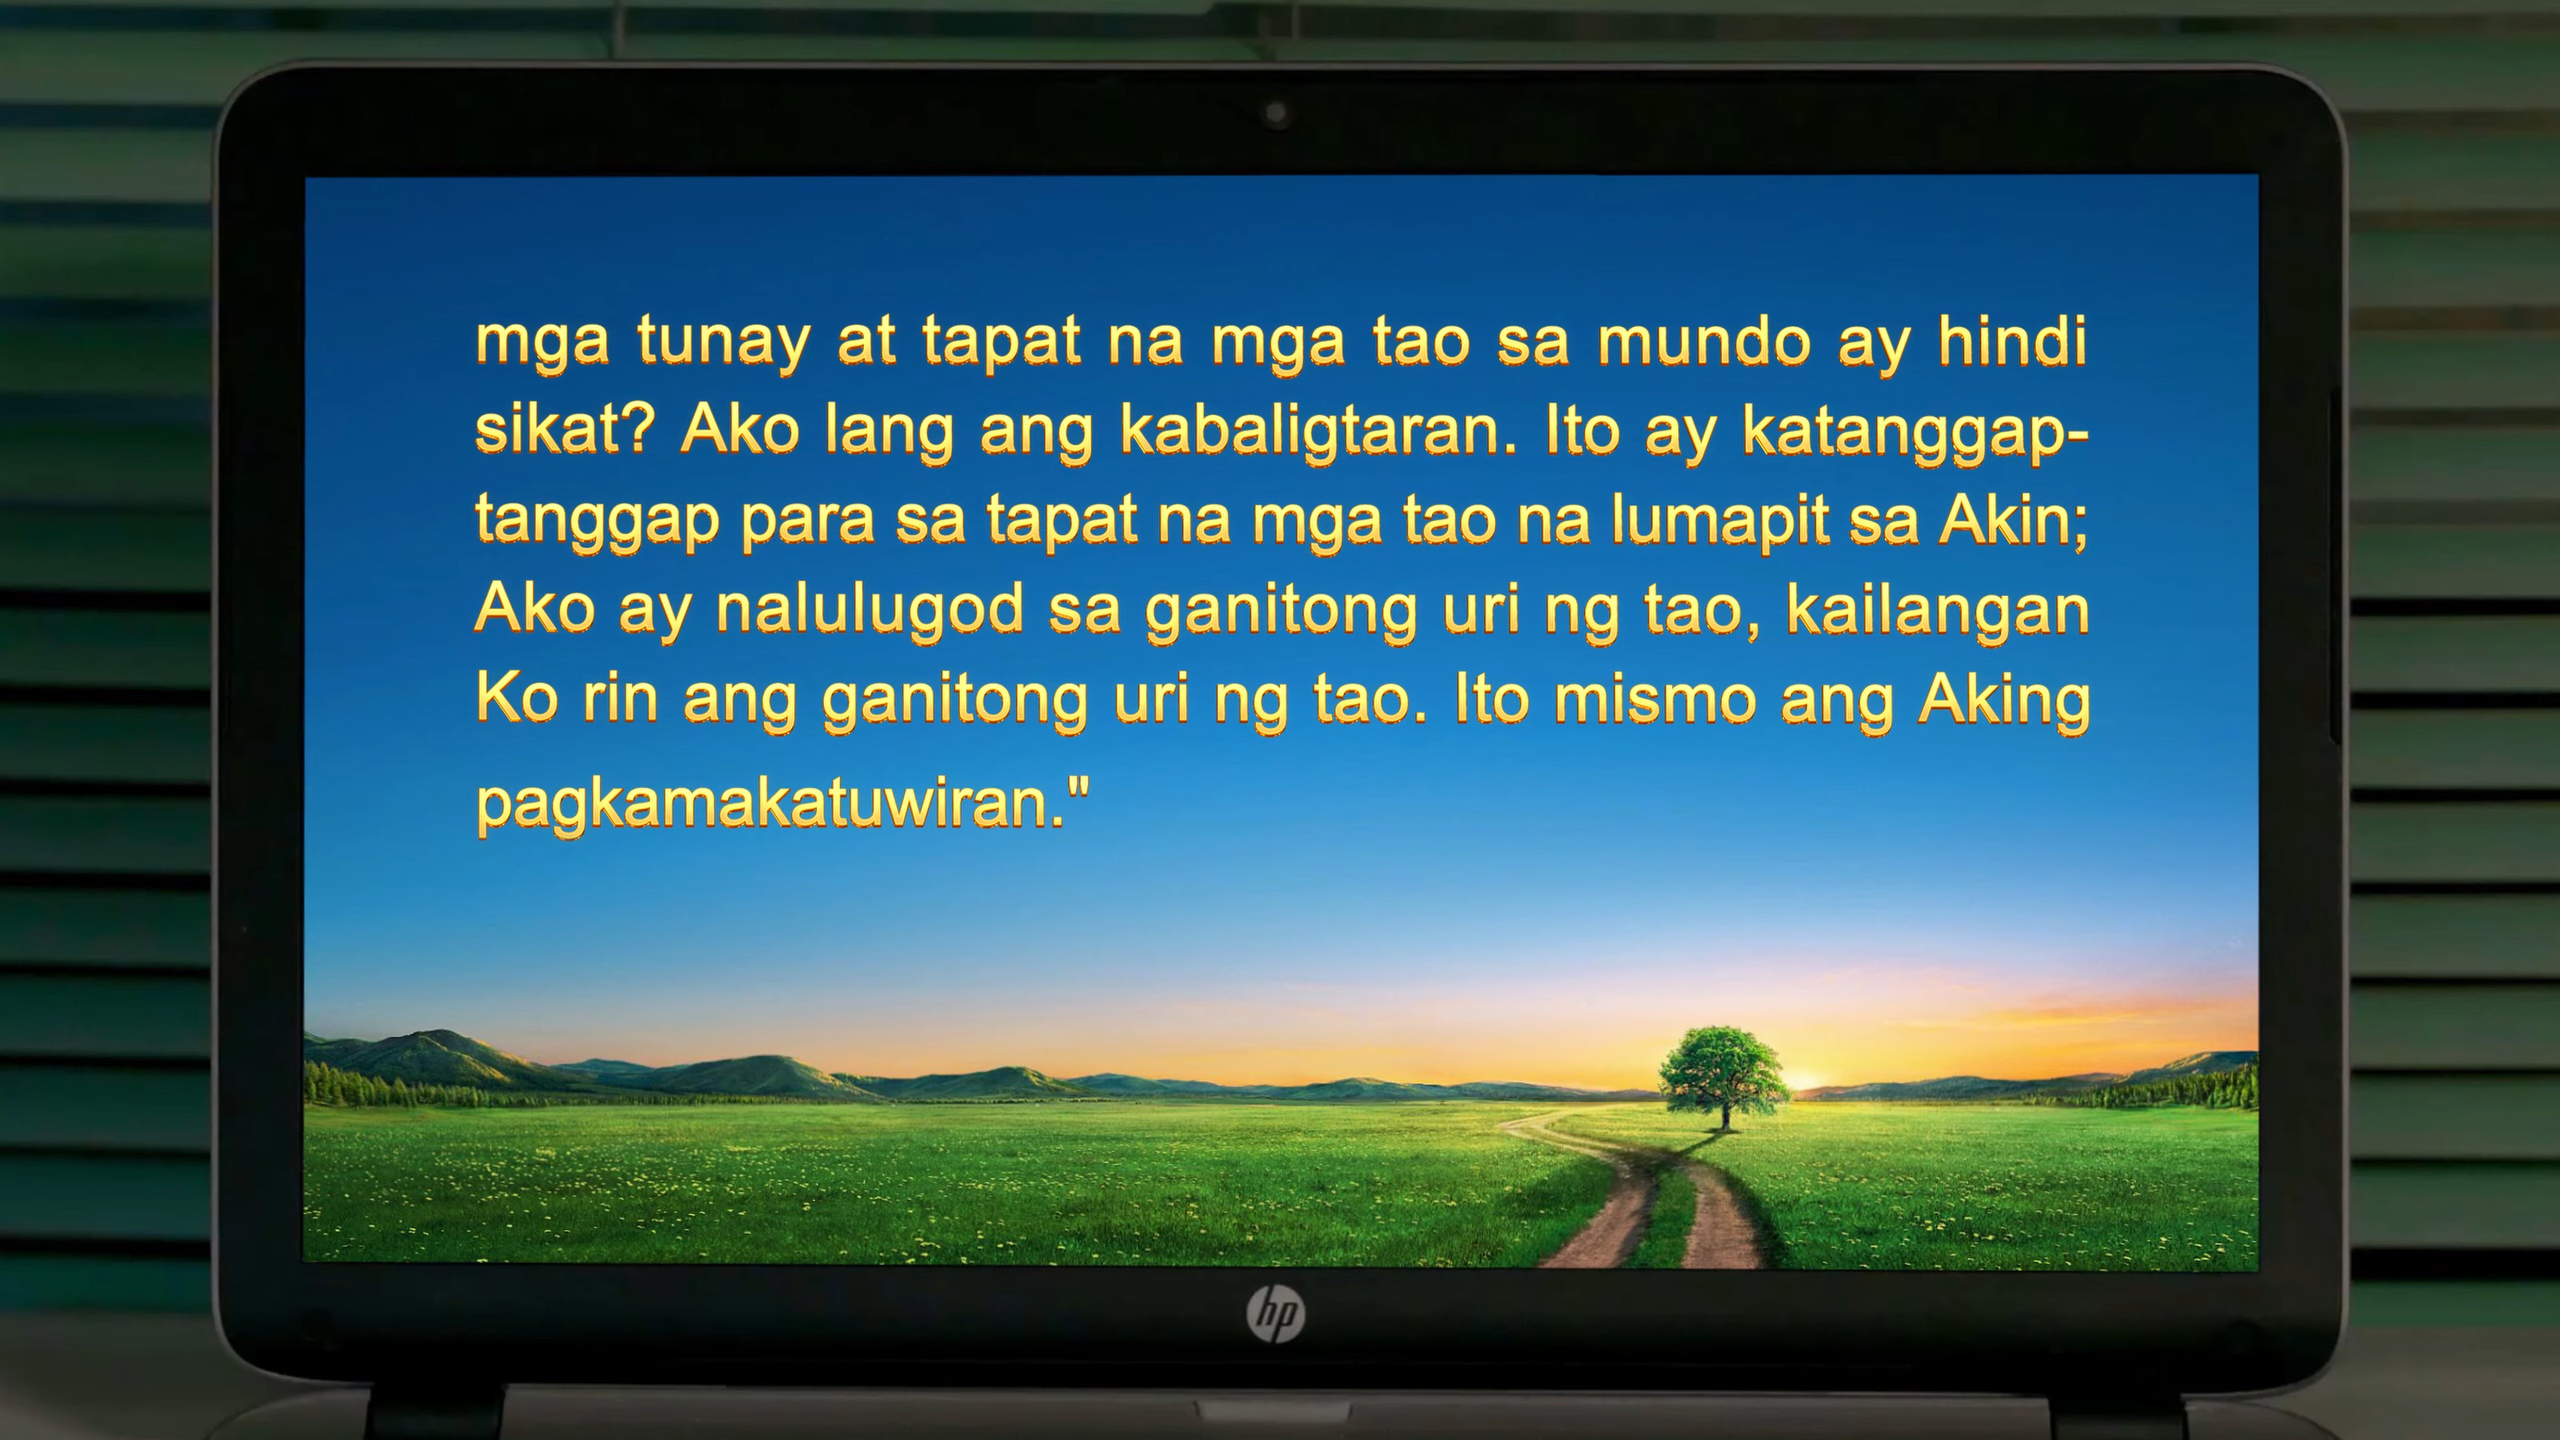 mga tunay at tapat na mga tao sa mundo ay hindi
sikat? Ako lang ang kabaligtaran. Ito ay katanggap-
tanggap para sa tapat na mga tao na lumapit sa Akin;
Ako ay nalulugod sa ganitong uri ng tao, kailangan
Ko rin ang ganitong uri ng tao. Ito mismo ang Aking
pagkamakatuwiran."
hp